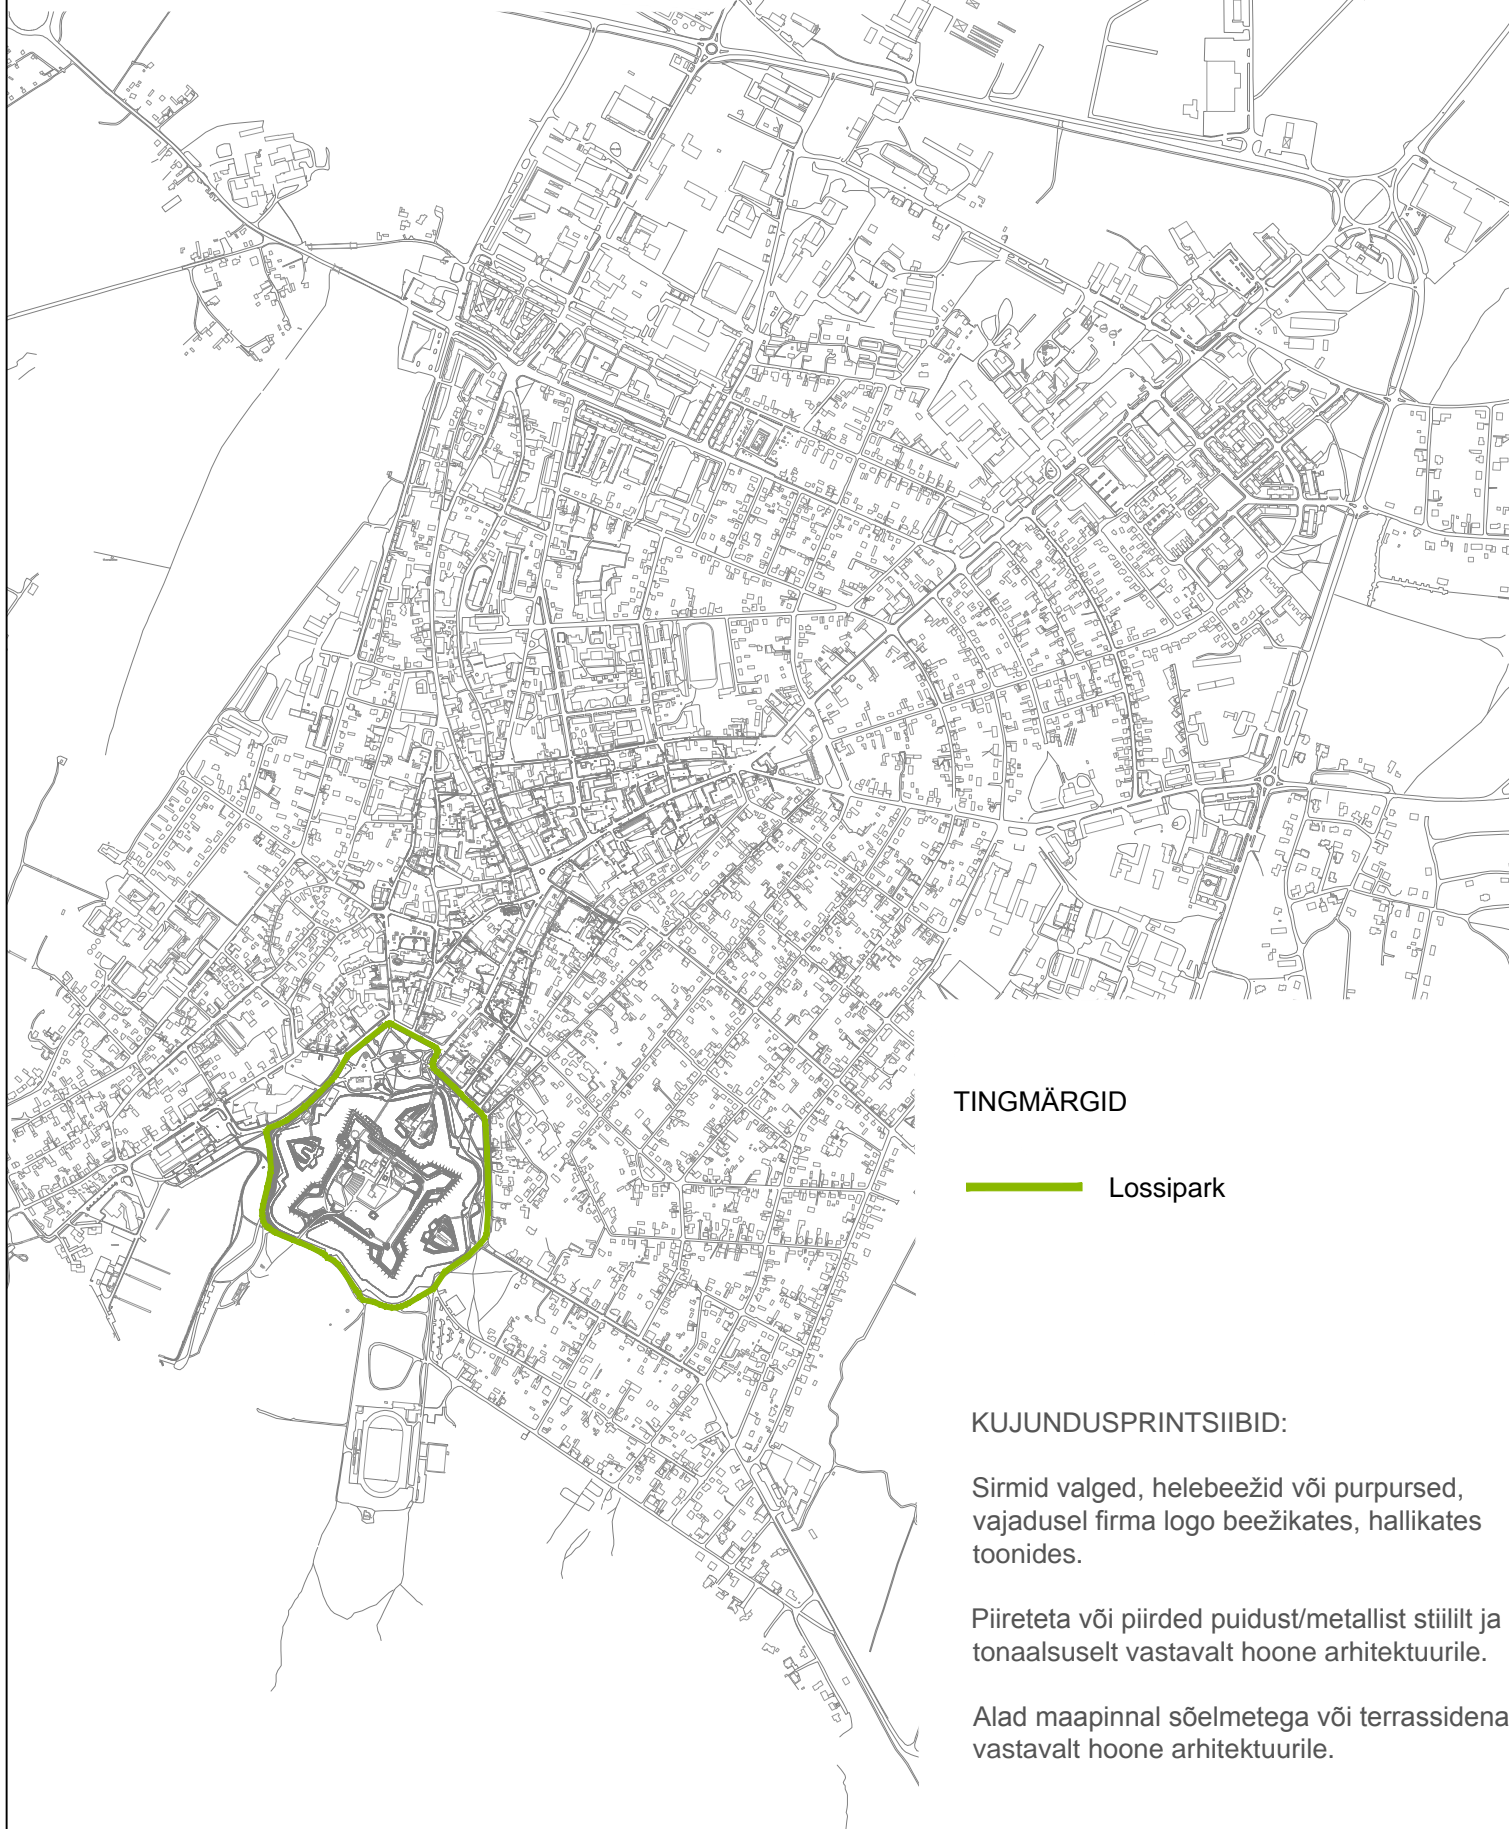 TINGMÄRGID
Lossipark
KUJUNDUSPRINTSIIBID:
Sirmid valged, helebeežid või purpursed,
vajadusel firma logo beežikates, hallikates
toonides.
Piireteta või piirded puidust/metallist stiililt ja
tonaalsuselt vastavalt hoone arhitektuurile.
Alad maapinnal sõelmetega või terrassidena
vastavalt hoone arhitektuurile.